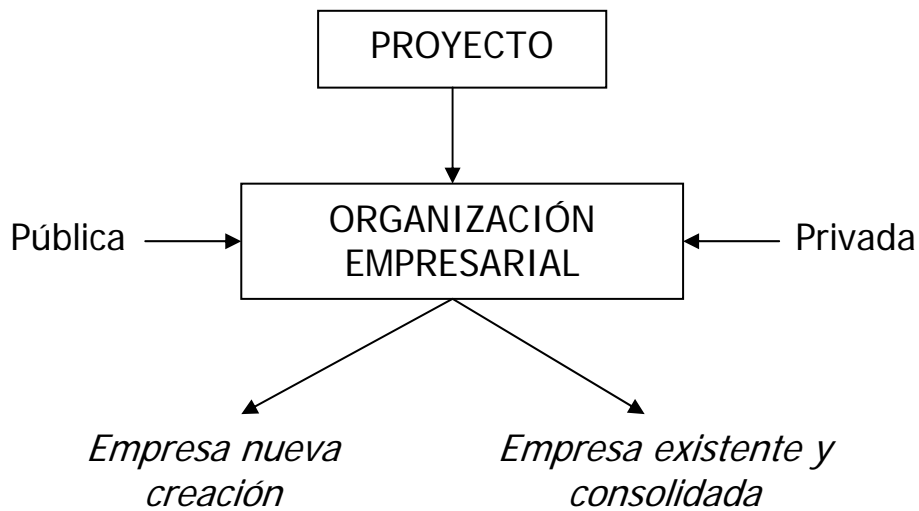 PROYECTO
ORGANIZACIÓN
EMPRESARIAL
Pública
Privada
Empresa nueva
creación
Empresa existente y
consolidada